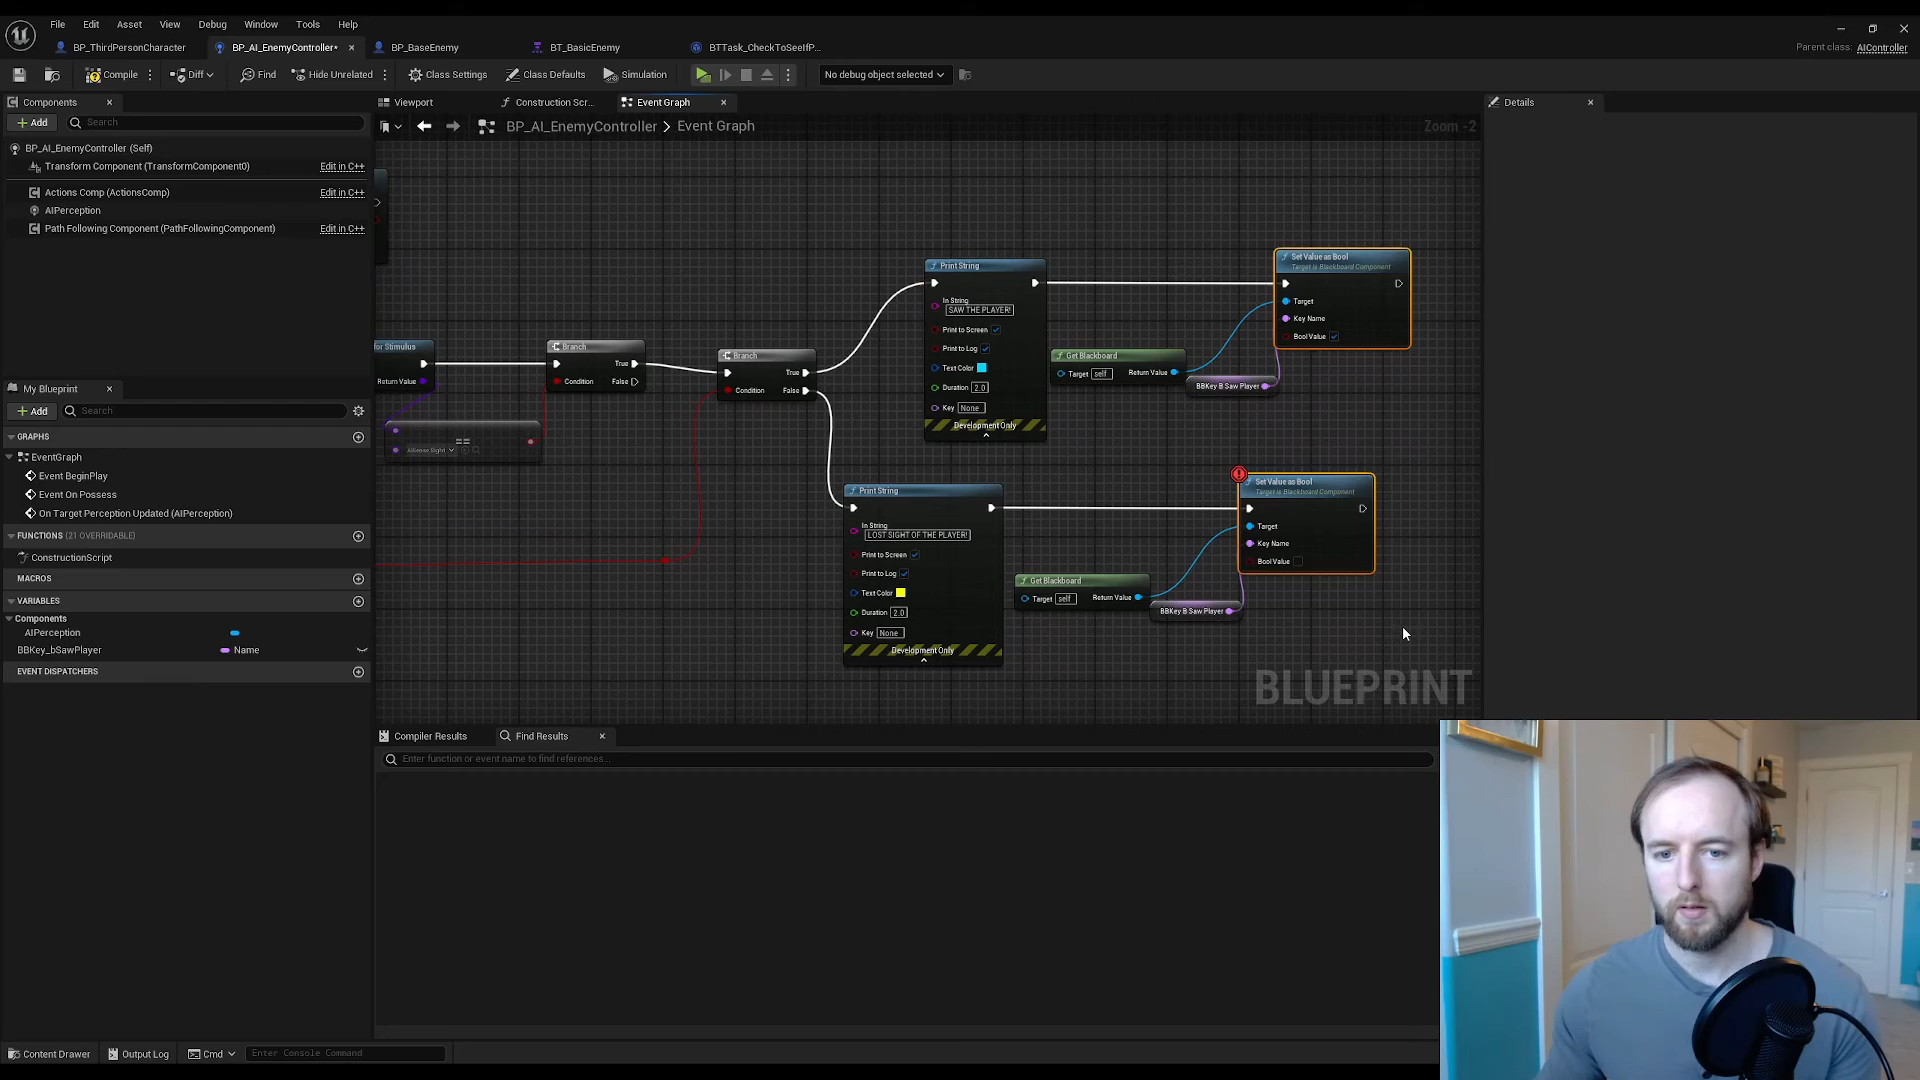 File Edit Asset View Debug Window Tools Help
BP_ThirdPersonCharacter BP_AI_EnemyController* BP_BaseEnemy BT_BasicEnemy BTTask_CheckToSeeIfP...
Parent class: AIController
Compile Diff Find Hide Unrelated Class Settings Class Defaults Simulation No debug object selected
Components
Viewport Construction Scr... Event Graph
Details
Add Search
BP_AI_EnemyController > Event Graph
Zoom -2
BP_AI_EnemyController (Self)
Transform Component (TransformComponent0) Edit in C++
Actions Comp (ActionsComp) Edit in C++
AIPerception
Path Following Component (PathFollowingComponent) Edit in C++
My Blueprint
Add Search
GRAPHS
EventGraph
Event BeginPlay
Event On Possess
On Target Perception Updated (AIPerception)
FUNCTIONS (21 OVERRIDABLE)
ConstructionScript
MACROS
VARIABLES
Components
AIPerception
BBKey_bSawPlayer Name
EVENT DISPATCHERS
or Stimulus
Return Value
==
AISense Sight
Branch
True
Condition False
Branch
True
Condition False
Print String
In String
SAW THE PLAYER!
Print to Screen
Print to Log
Text Color
Duration 2.0
Key None
Development Only
Get Blackboard
Target self Return Value
BBKey B Saw Player
Set Value as Bool
Target is Blackboard Component
Target
Key Name
Bool Value
Print String
In String
LOST SIGHT OF THE PLAYER!
Print to Screen
Print to Log
Text Color
Duration 2.0
Key None
Development Only
Get Blackboard
Target self Return Value
BBKey B Saw Player
Set Value as Bool
Target is Blackboard Component
Target
Key Name
Bool Value
BLUEPRINT
Compiler Results Find Results
Enter function or event name to find references...
Content Drawer Output Log Cmd Enter Console Command